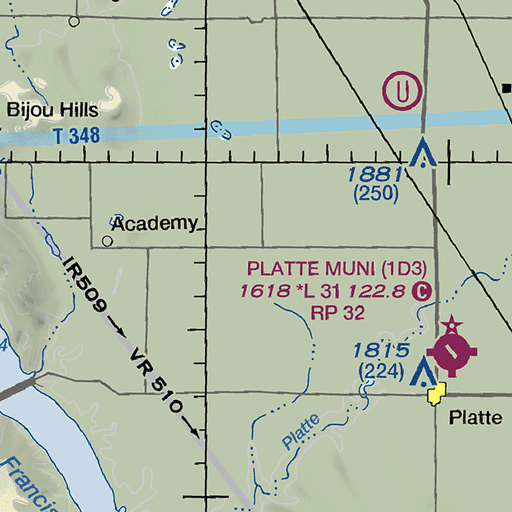 U
Bijou Hills
T 348
1881
(250)
Academy
PLATTE MUNI (1D3)
1618 *L 31 122.8 C
RP 32
IR509
VR 510
4
1815
(224)
Platte
Platte
Francis